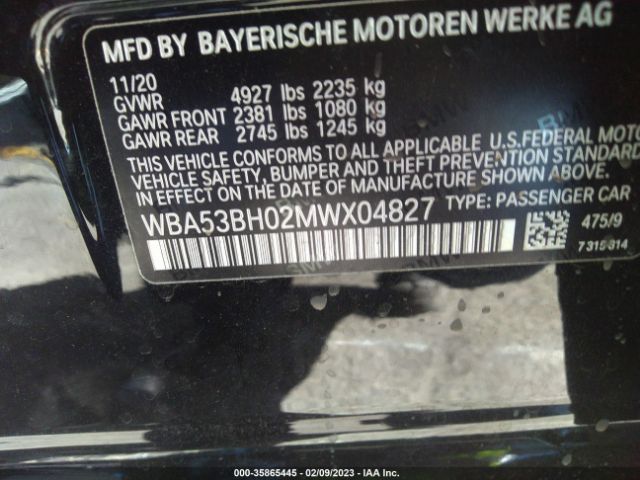 MFD BY BAYERISCHE MOTOREN WERKE AG
11/20
GVWR 4927 lbs 2235 kg
GAWR FRONT 2381 lbs 1080 kg
GAWR REAR 2745 lbs 1245 kg
THIS VEHICLE CONFORMS TO ALL APPLICABLE U.S.FEDERAL MOTO
VEHICLE SAFETY, BUMPER AND THEFT PREVENTION STANDARD
IN EFFECT ON THE DATE OF MANUFACTURE SHOWN ABOVE.
WBA53BH02MWX04827 TYPE: PASSENGER CAR
475/9
7 315 314
000-35865445 - 02/09/2023 - IAA Inc.